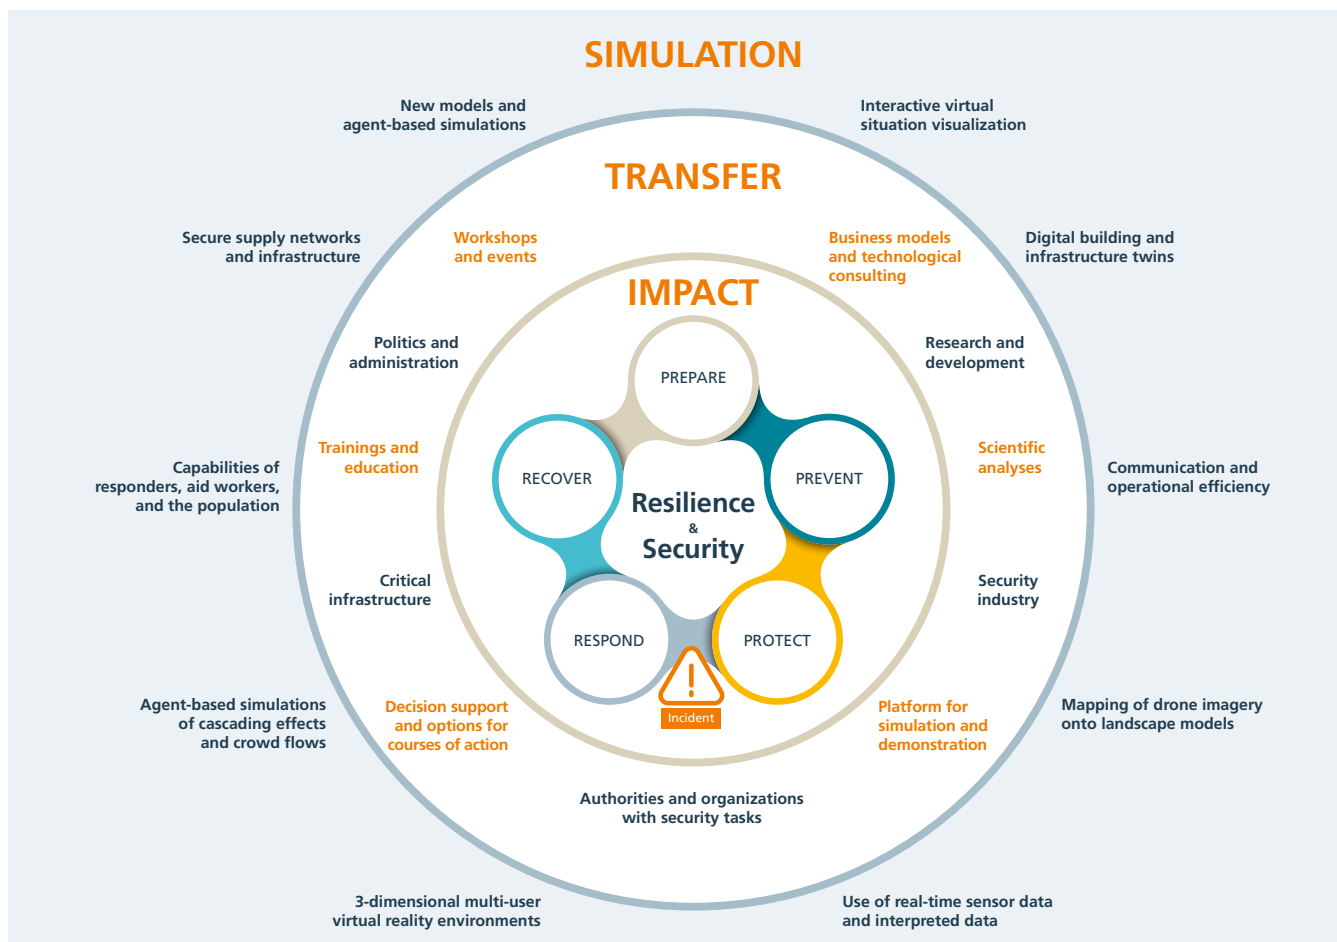 SIMULATION
New models and
agent-based simulations
Interactive virtual
situation visualization
TRANSFER
Secure supply networks
and infrastructure
Workshops
and events
Business models
and technological
consulting
Digital building and
infrastructure twins
IMPACT
Politics and
administration
Research and
development
PREPARE
Trainings and
education
Scientific
analyses
Capabilities of
responders, aid workers,
and the population
Communication and
operational efficiency
RECOVER
PREVENT
Resilience
&
Security
Critical
infrastructure
Security
industry
RESPOND
PROTECT
Incident
Agent-based simulations
of cascading effects
and crowd flows
Decision support
and options for
courses of action
Platform for
simulation and
demonstration
Mapping of drone imagery
onto landscape models
Authorities and organizations
with security tasks
3-dimensional multi-user
virtual reality environments
Use of real-time sensor data
and interpreted data